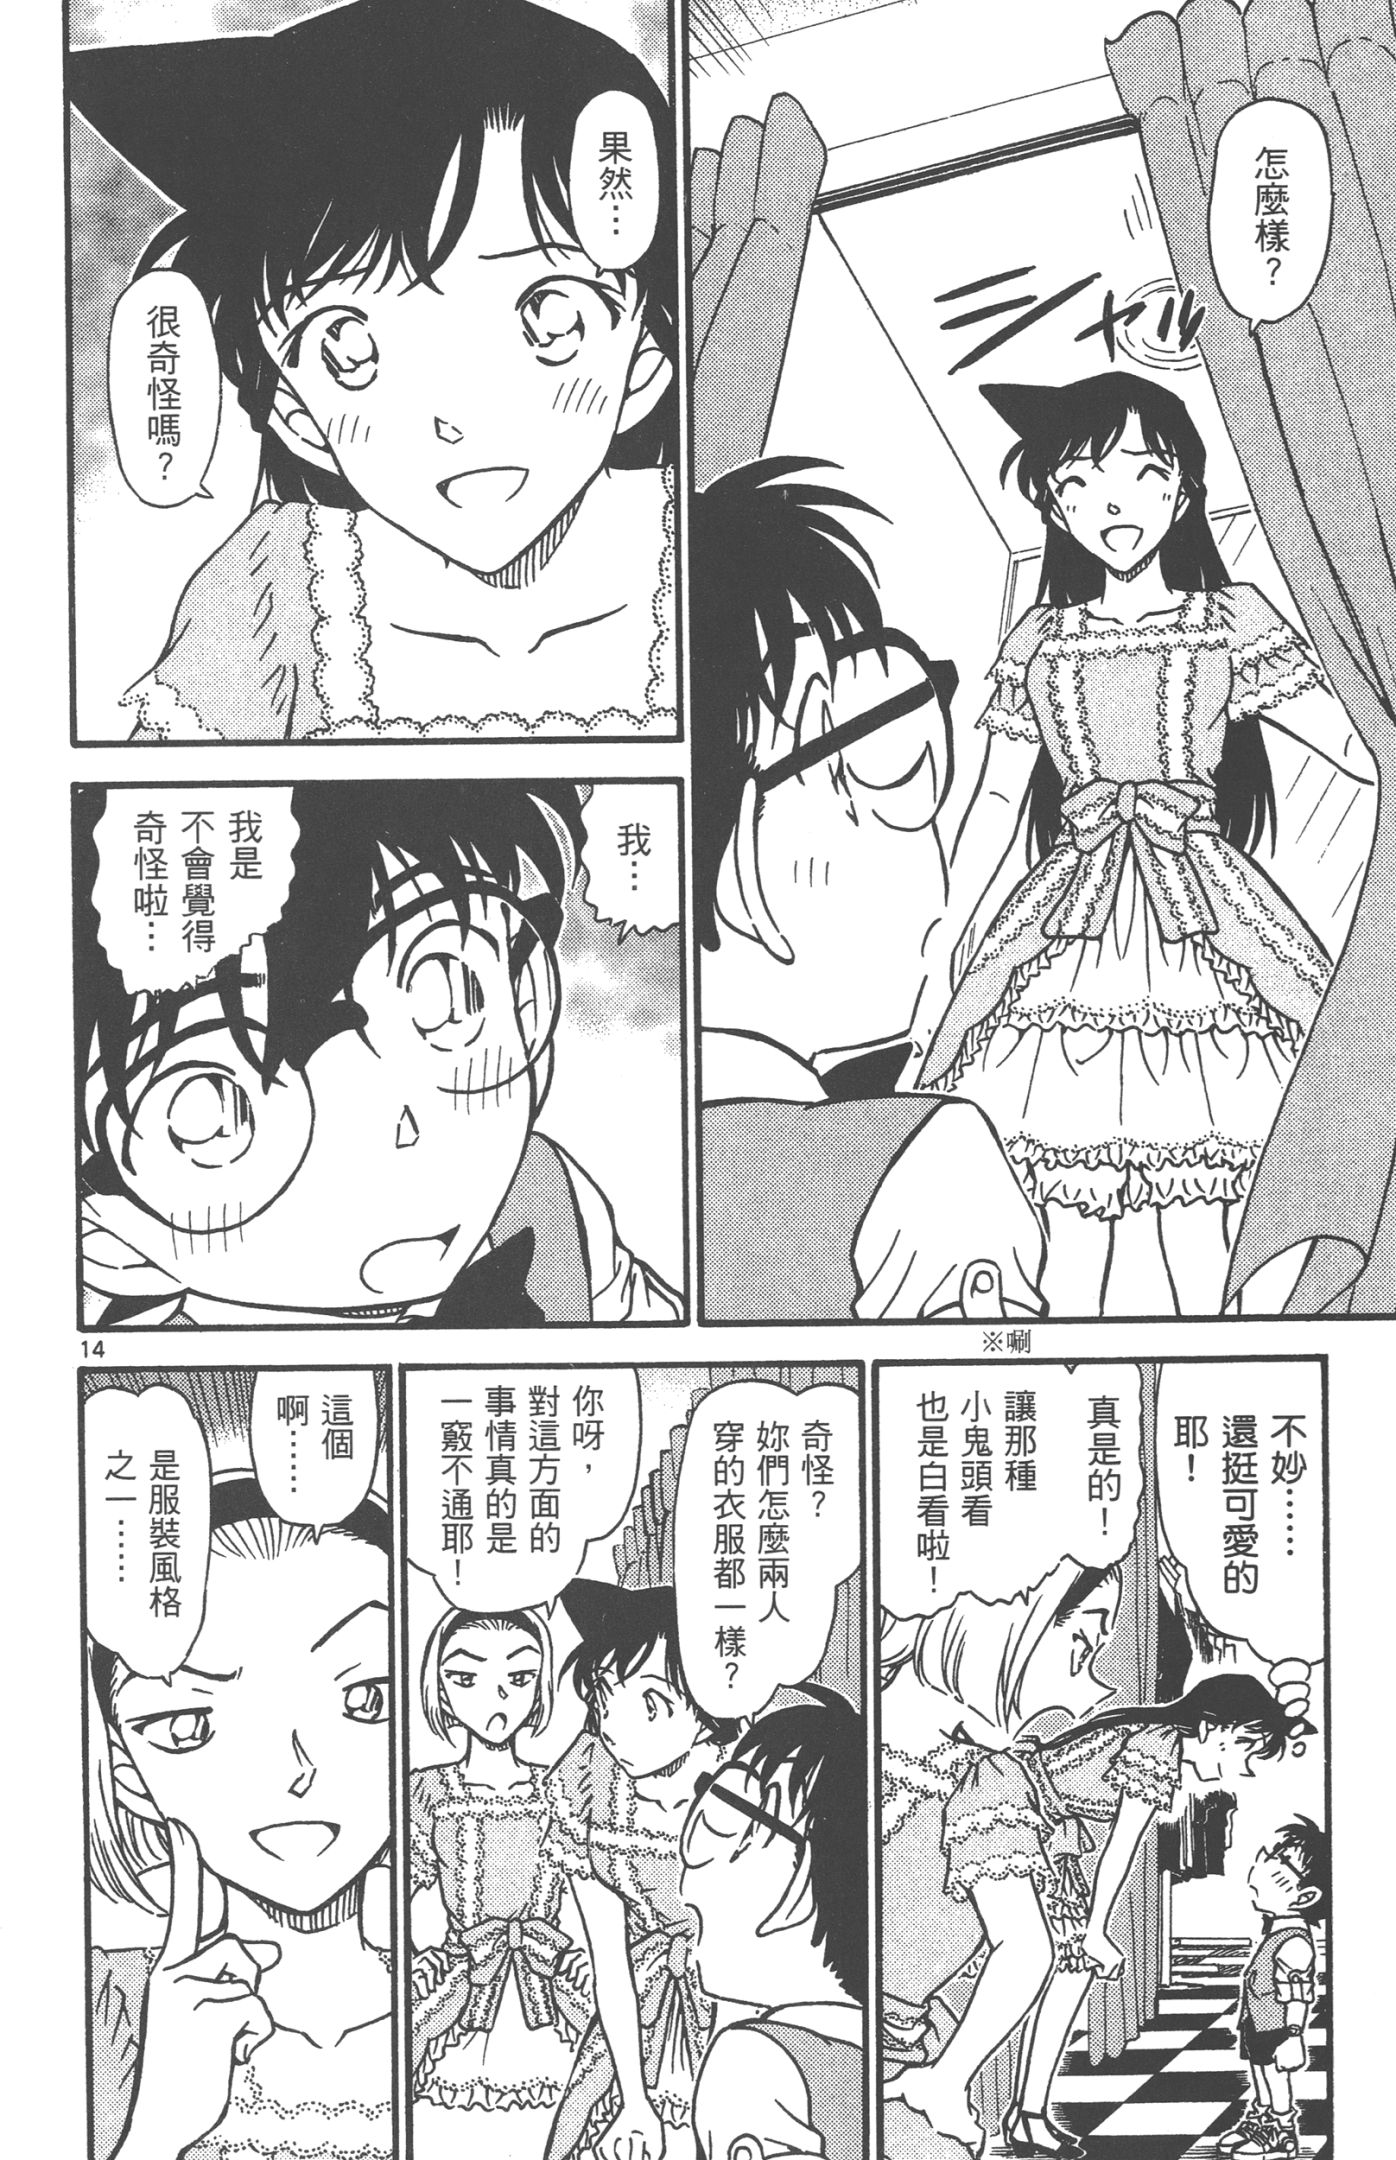 怎麼樣？
シャッ
※唰
果然…
很奇怪嗎？
我…
我是
不會覺得
奇怪啦…
不妙……
還挺可愛的
耶！
真是的！
讓那種
小鬼頭看
也是白看啦！
奇怪？
妳們怎麼兩人
穿的衣服都一樣？
你呀，
對這方面的
事情真的是
一竅不通耶！
這個
啊……
是服裝風格
之一……
14